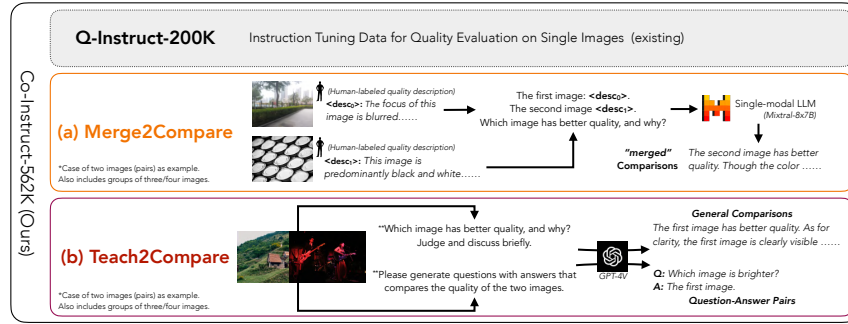 Co-Instruct-562K (Ours)
Q-Instruct-200K
Instruction Tuning Data for Quality Evaluation on Single Images (existing)
(a) Merge2Compare
*Case of two images (pairs) as example.
Also includes groups of three/four images.
(Human-labeled quality description)
<desc₀>: The focus of this
image is blurred……
(Human-labeled quality description)
<desc₁>: This image is
predominantly black and white……
The first image: <desc₀>.
The second image <desc₁>.
Which image has better quality, and why?
Single-modal LLM
(Mixtral-8x7B)
"merged"
Comparisons
The second image has better
quality. Though the color ……
(b) Teach2Compare
*Case of two images (pairs) as example.
Also includes groups of three/four images.
**Which image has better quality, and why?
Judge and discuss briefly.
**Please generate questions with answers that
compares the quality of the two images.
GPT-4V
General Comparisons
The first image has better quality. As for
clarity, the first image is clearly visible ……
Q: Which image is brighter?
A: The first image.
Question-Answer Pairs